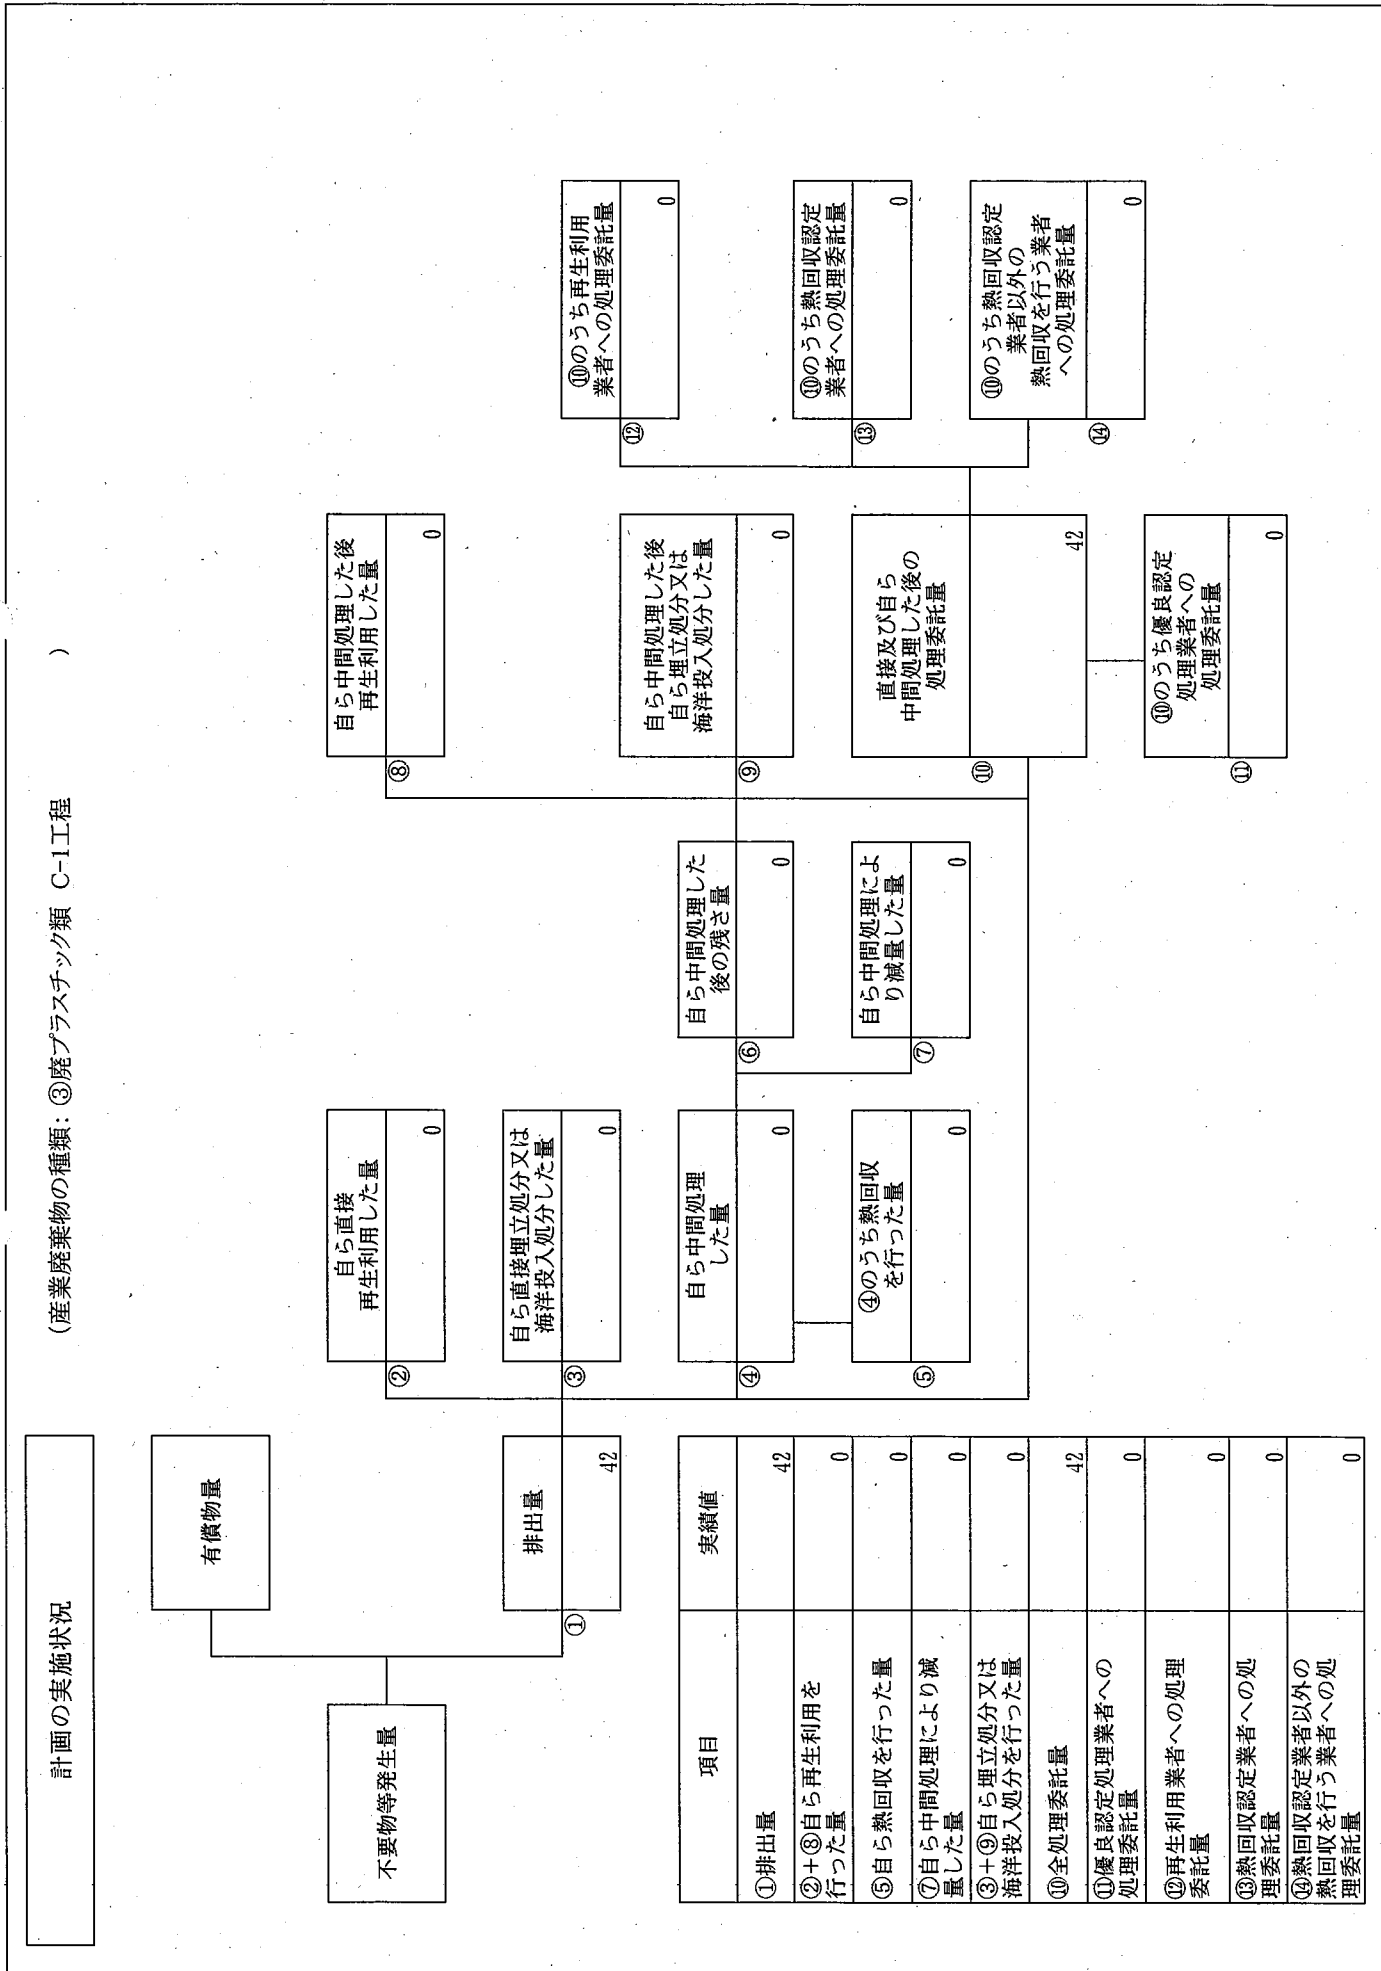 計画の実施状況
(産業廃棄物の種類：③廃プラスチック類 C-1工程 )
有償物量
不要物等発生量
①
排出量
42
②
自ら直接
再生利用した量
0
③
自ら直接埋立処分又は
海洋投入処分した量
0
④
自ら中間処理
した量
0
⑤
④のうち熱回収
を行った量
0
⑥
自ら中間処理した
後の残さ量
0
⑦
自ら中間処理によ
り減量した量
0
⑧
自ら中間処理した後
再生利用した量
0
⑨
自ら中間処理した後
自ら埋立処分又は
海洋投入処分した量
0
⑩
直接及び自ら
中間処理した後の
処理委託量
42
⑪
⑩のうち優良認定
処理業者への
処理委託量
0
⑫
⑩のうち再生利用
業者への処理委託量
0
⑬
⑩のうち熱回収認定
業者への処理委託量
0
⑭
⑩のうち熱回収認定
業者以外の
熱回収を行う業者
への処理委託量
0
項目 実績値
①排出量 42
②+⑧自ら再生利用を
行った量 0
⑤自ら熱回収を行った量 0
⑦自ら中間処理により減
量した量 0
③+⑨自ら埋立処分又は
海洋投入処分を行った量 0
⑩全処理委託量 42
⑪優良認定処理業者への
処理委託量 0
⑫再生利用業者への処理
委託量 0
⑬熱回収認定業者への処
理委託量 0
⑭熱回収認定業者以外の
熱回収を行う業者への処
理委託量 0